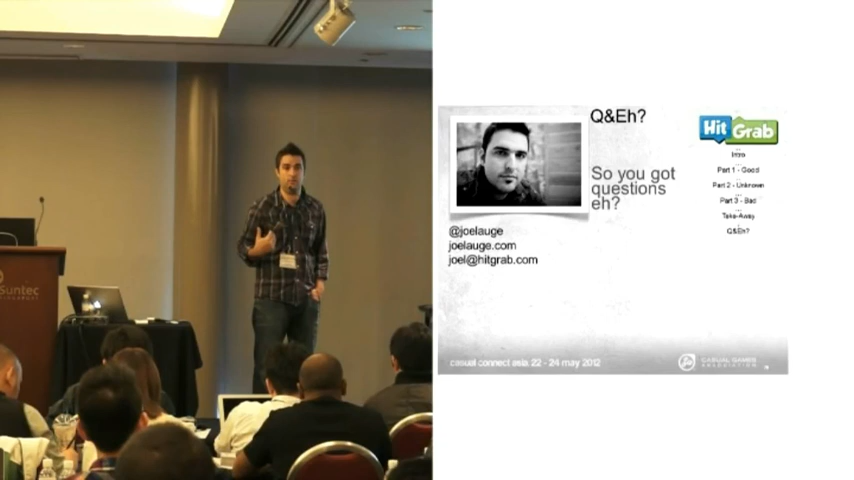 Suntec
Q&Eh?
So you got
questions
eh?
@joelauge
joelauge.com
joel@hitgrab.com
Hit Grab
Intro
Part 1 - Good
Part 2 - Unknown
Part 3 - Bad
Take-Away
Q&Eh?
casual connect asia. 22 - 24 may 2012
CASUAL GAMES
ASSOCIATION